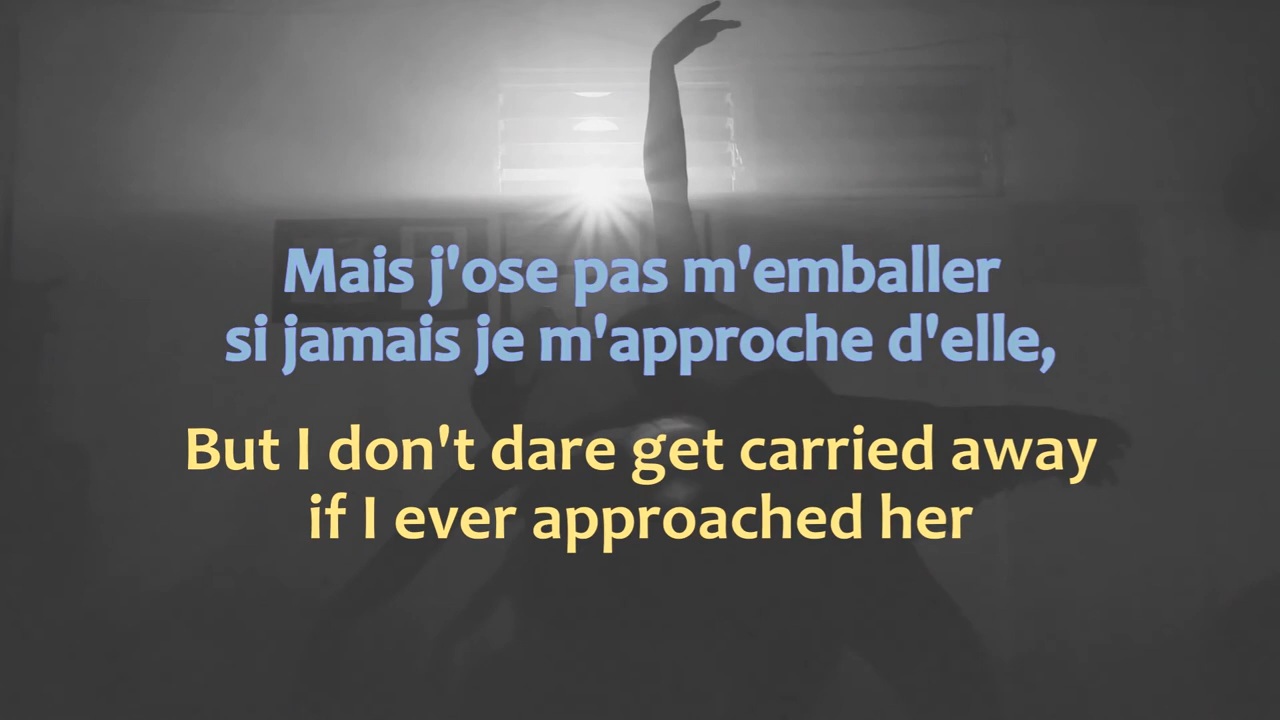 Mais j'ose pas m'emballer
si jamais je m'approche d'elle,
But I don't dare get carried away
if I ever approached her